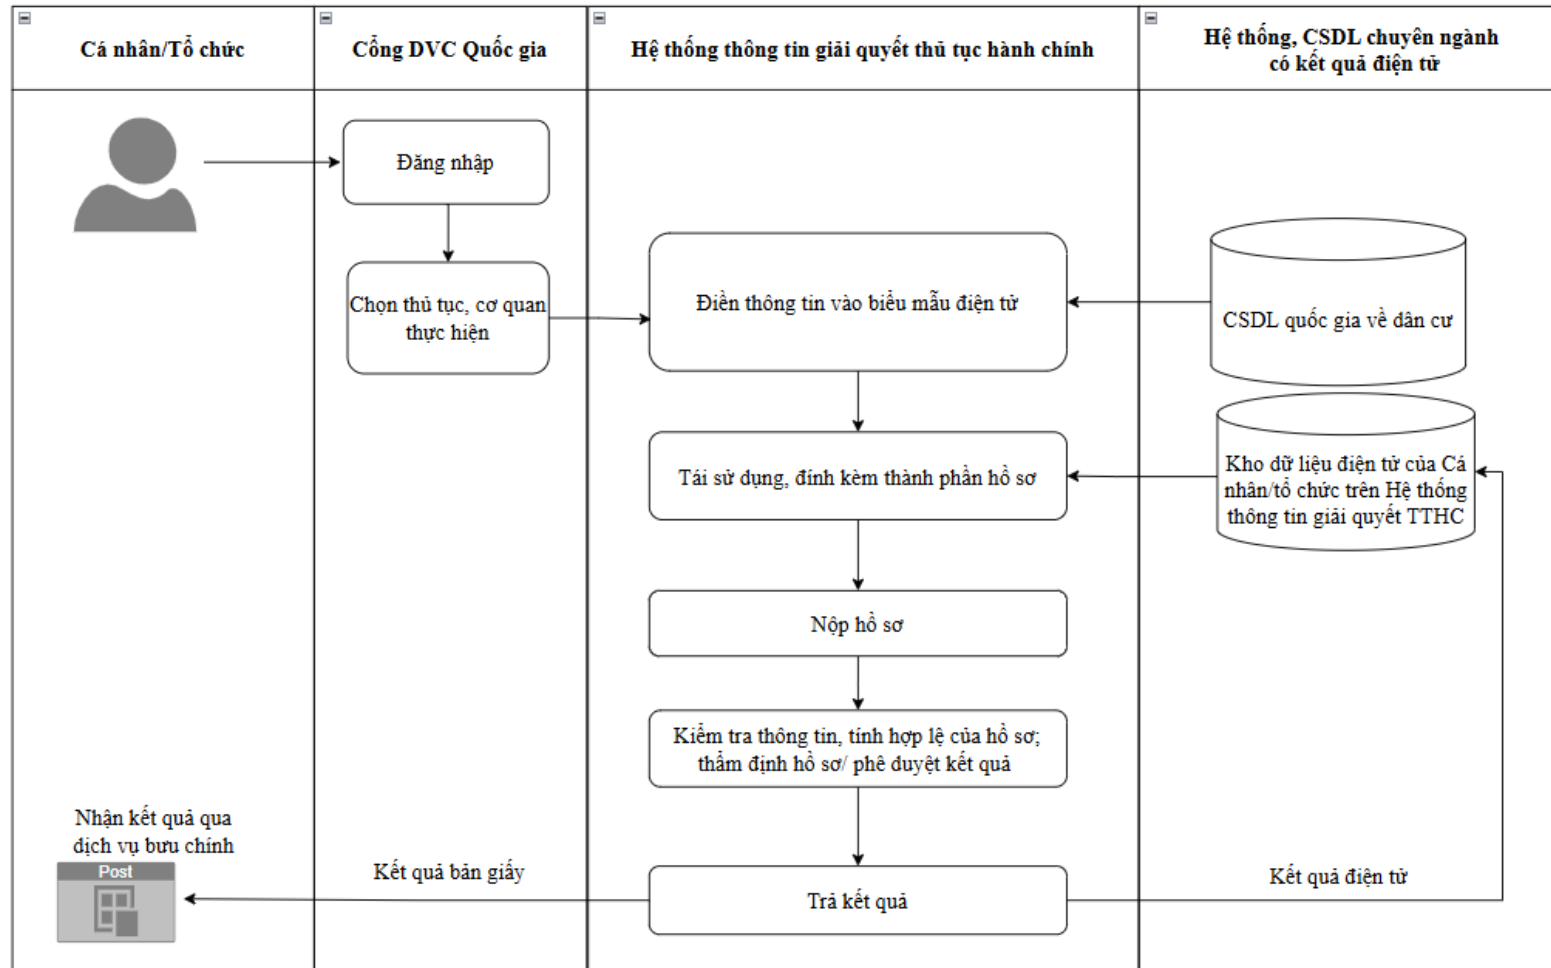 Cá nhân/Tổ chức
Cổng DVC Quốc gia
Hệ thống thông tin giải quyết thủ tục hành chính
Hệ thống, CSDL chuyên ngành
có kết quả điện tử
Đăng nhập
Chọn thủ tục, cơ quan
thực hiện
Điền thông tin vào biểu mẫu điện tử
CSDL quốc gia về dân cư
Tái sử dụng, đính kèm thành phần hồ sơ
Kho dữ liệu điện tử của Cá
nhân/tổ chức trên Hệ thống
thông tin giải quyết TTHC
Nộp hồ sơ
Kiểm tra thông tin, tính hợp lệ của hồ sơ;
thẩm định hồ sơ/ phê duyệt kết quả
Nhận kết quả qua
dịch vụ bưu chính
Post
Kết quả bản giấy
Trả kết quả
Kết quả điện tử